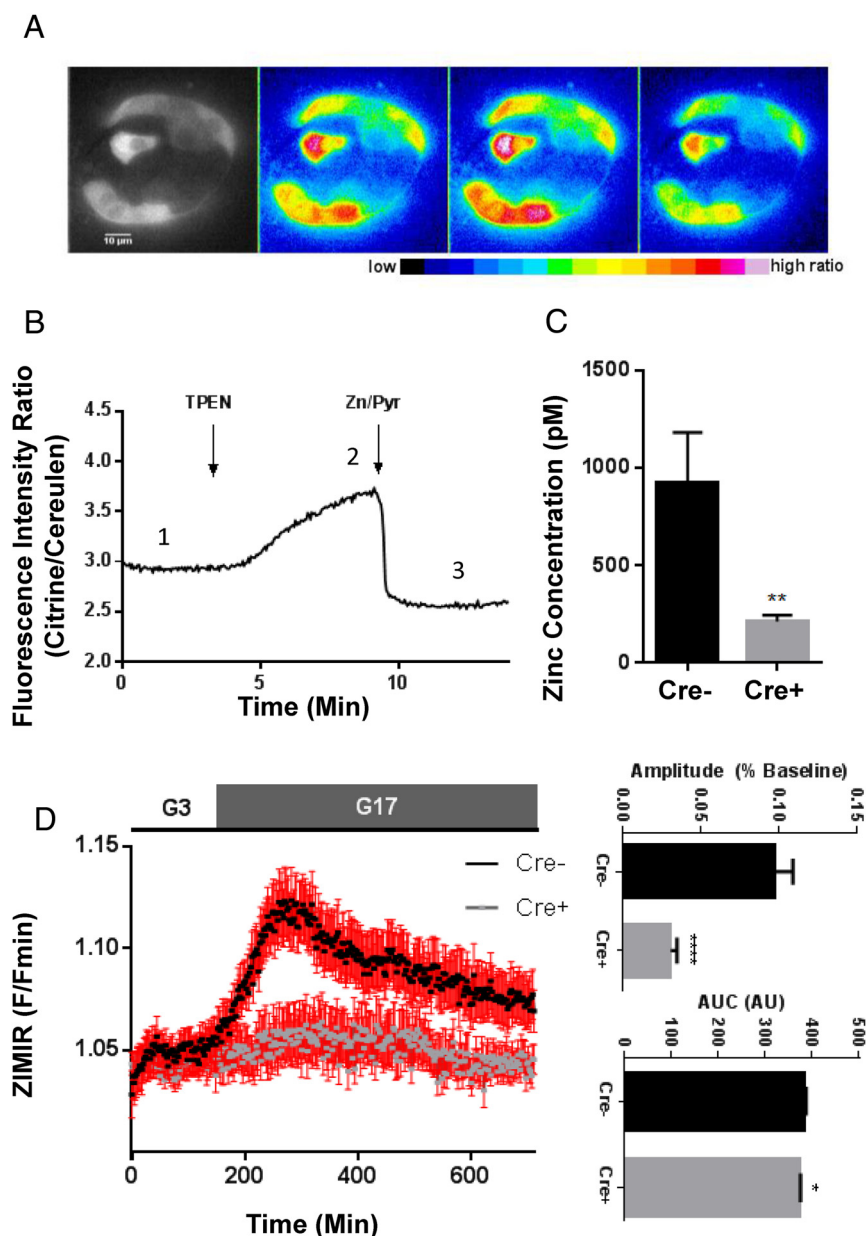 A
10 µm
low
high ratio
B
Fluorescence Intensity Ratio
(Citrine/Cereulen)
4.5
4.0
3.5
3.0
2.5
2.0
TPEN
Zn/Pyr
1
2
3
0
5
10
Time (Min)
C
Zinc Concentration (pM)
1500
1000
500
0
**
Cre-
Cre+
D
G3
G17
ZIMIR (F/Fmin)
1.15
1.10
1.05
Cre-
Cre+
0
200
400
600
Time (Min)
Amplitude (% Baseline)
0.00
0.05
0.10
0.15
Cre-
Cre+
****
AUC (AU)
0
100
200
300
400
500
Cre-
Cre+
*